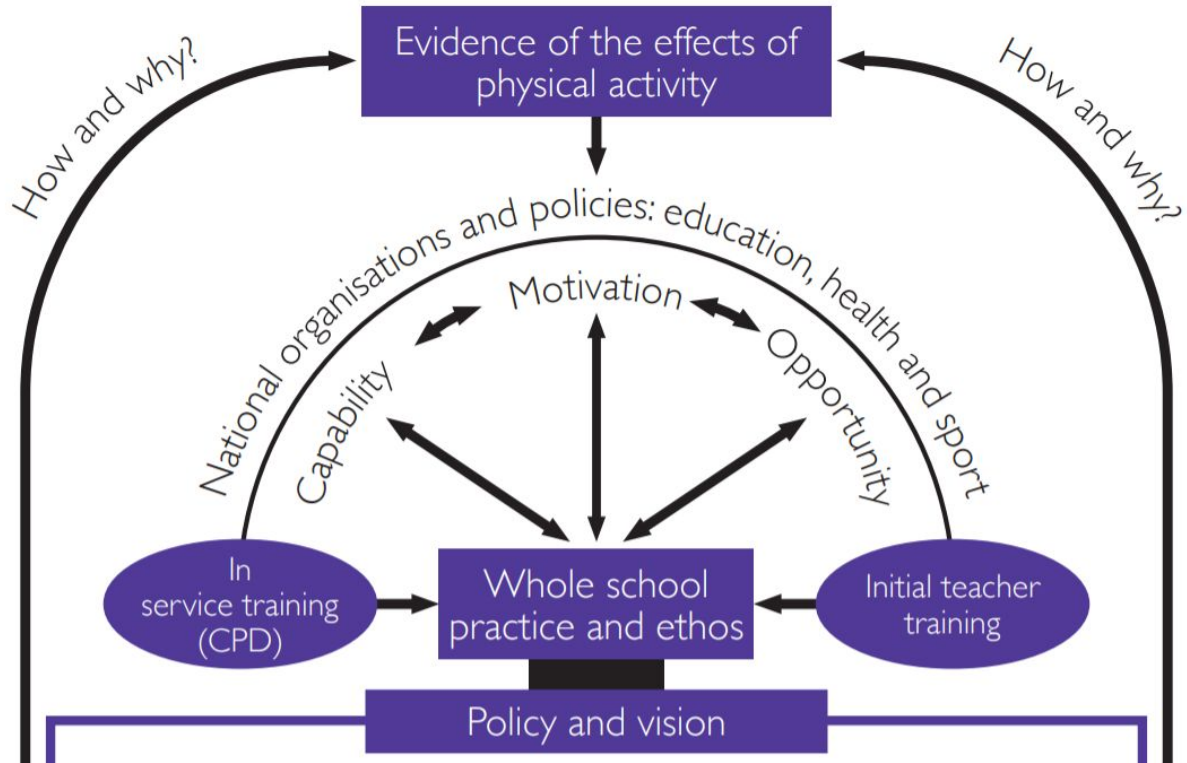 Evidence of the effects of
physical activity
How and why?
How and why?
National organisations and policies: education, health and sport
Motivation
Capability
Opportunity
In
service training
(CPD)
Whole school
practice and ethos
Initial teacher
training
Policy and vision